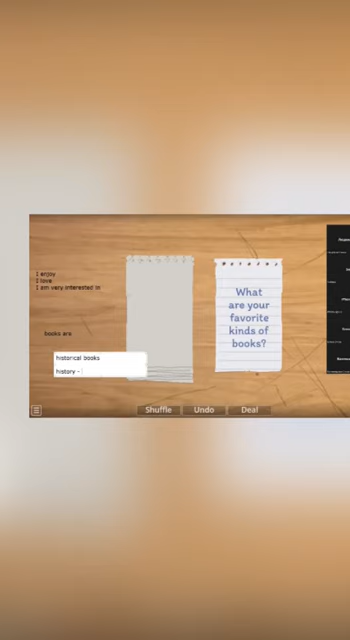 I enjoy
I love
I am very interested in
books are
historical books
history -
What
are your
favorite
kinds of
books?
Shuffle
Undo
Deal